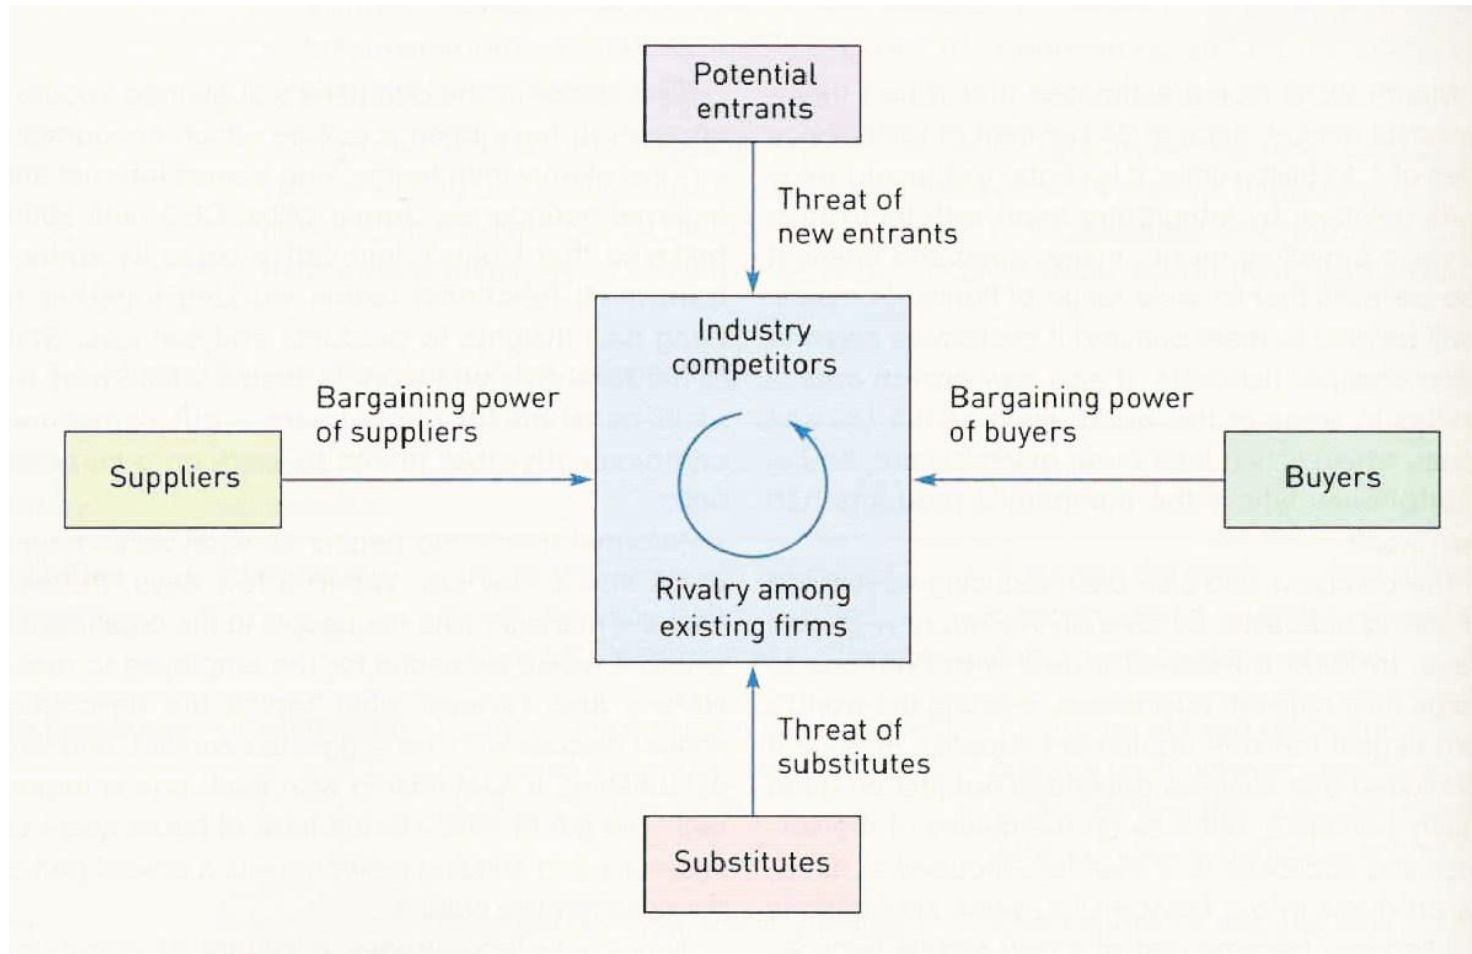 Potential
entrants
Threat of
new entrants
Industry
competitors
Bargaining power
of suppliers
Suppliers
Bargaining power
of buyers
Buyers
Rivalry among
existing firms
Threat of
substitutes
Substitutes